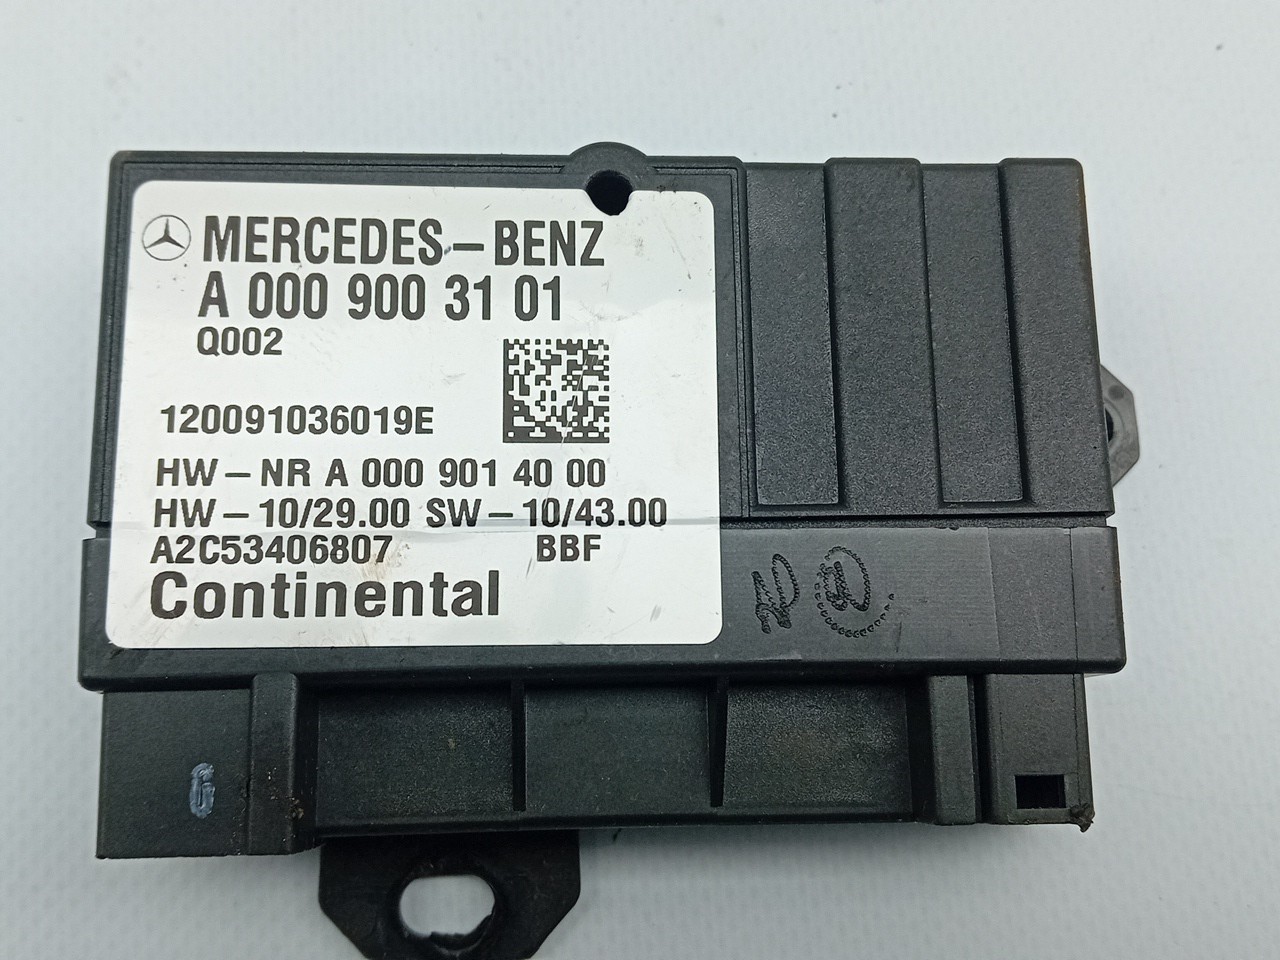 MERCEDES-BENZ
A 000 900 31 01
Q002
120091036019E
HW-NR A 000 901 40 00
HW-10/29.00 SW-10/43.00
A2C53406807 BBF
Continental
G